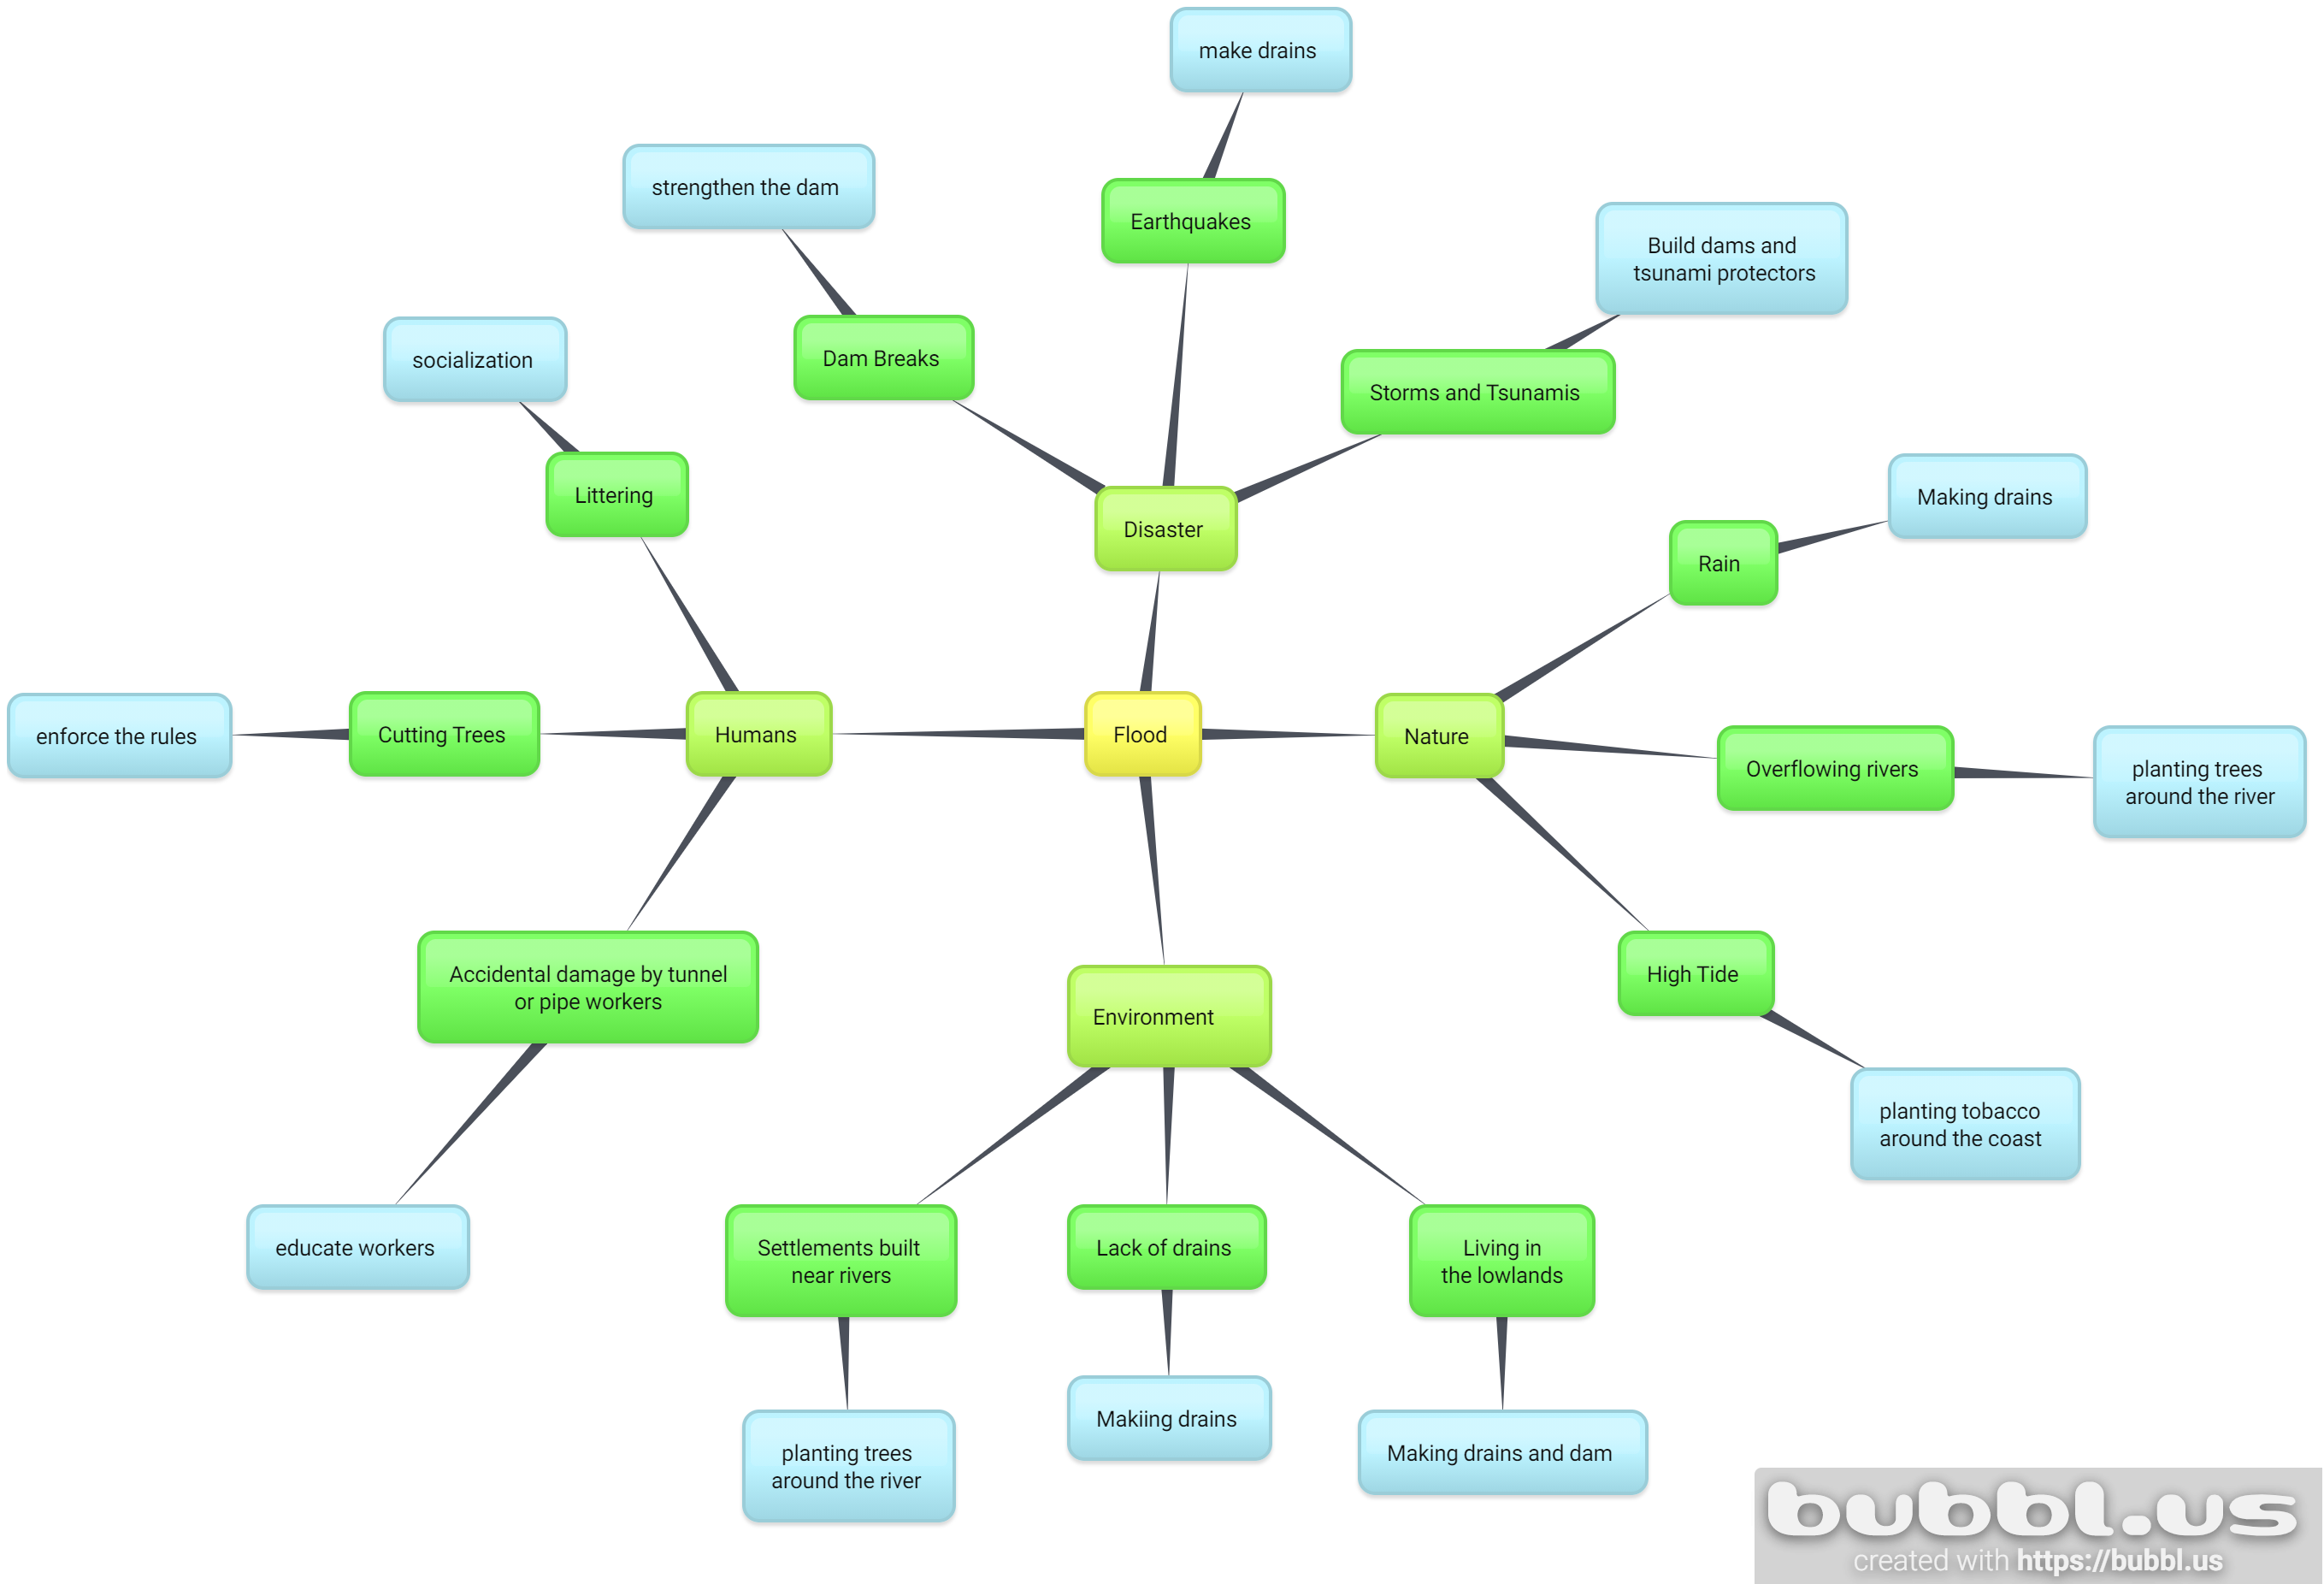 make drains
strengthen the dam
Earthquakes
Build dams and
tsunami protectors
socialization
Dam Breaks
Storms and Tsunamis
Littering
Disaster
Making drains
Rain
enforce the rules
Cutting Trees
Humans
Flood
Nature
Overflowing rivers
planting trees
around the river
Accidental damage by tunnel
or pipe workers
Environment
High Tide
planting tobacco
around the coast
educate workers
Settlements built
near rivers
Lack of drains
Living in
the lowlands
planting trees
around the river
Makiing drains
Making drains and dam
bubbl.us
created with https://bubbl.us